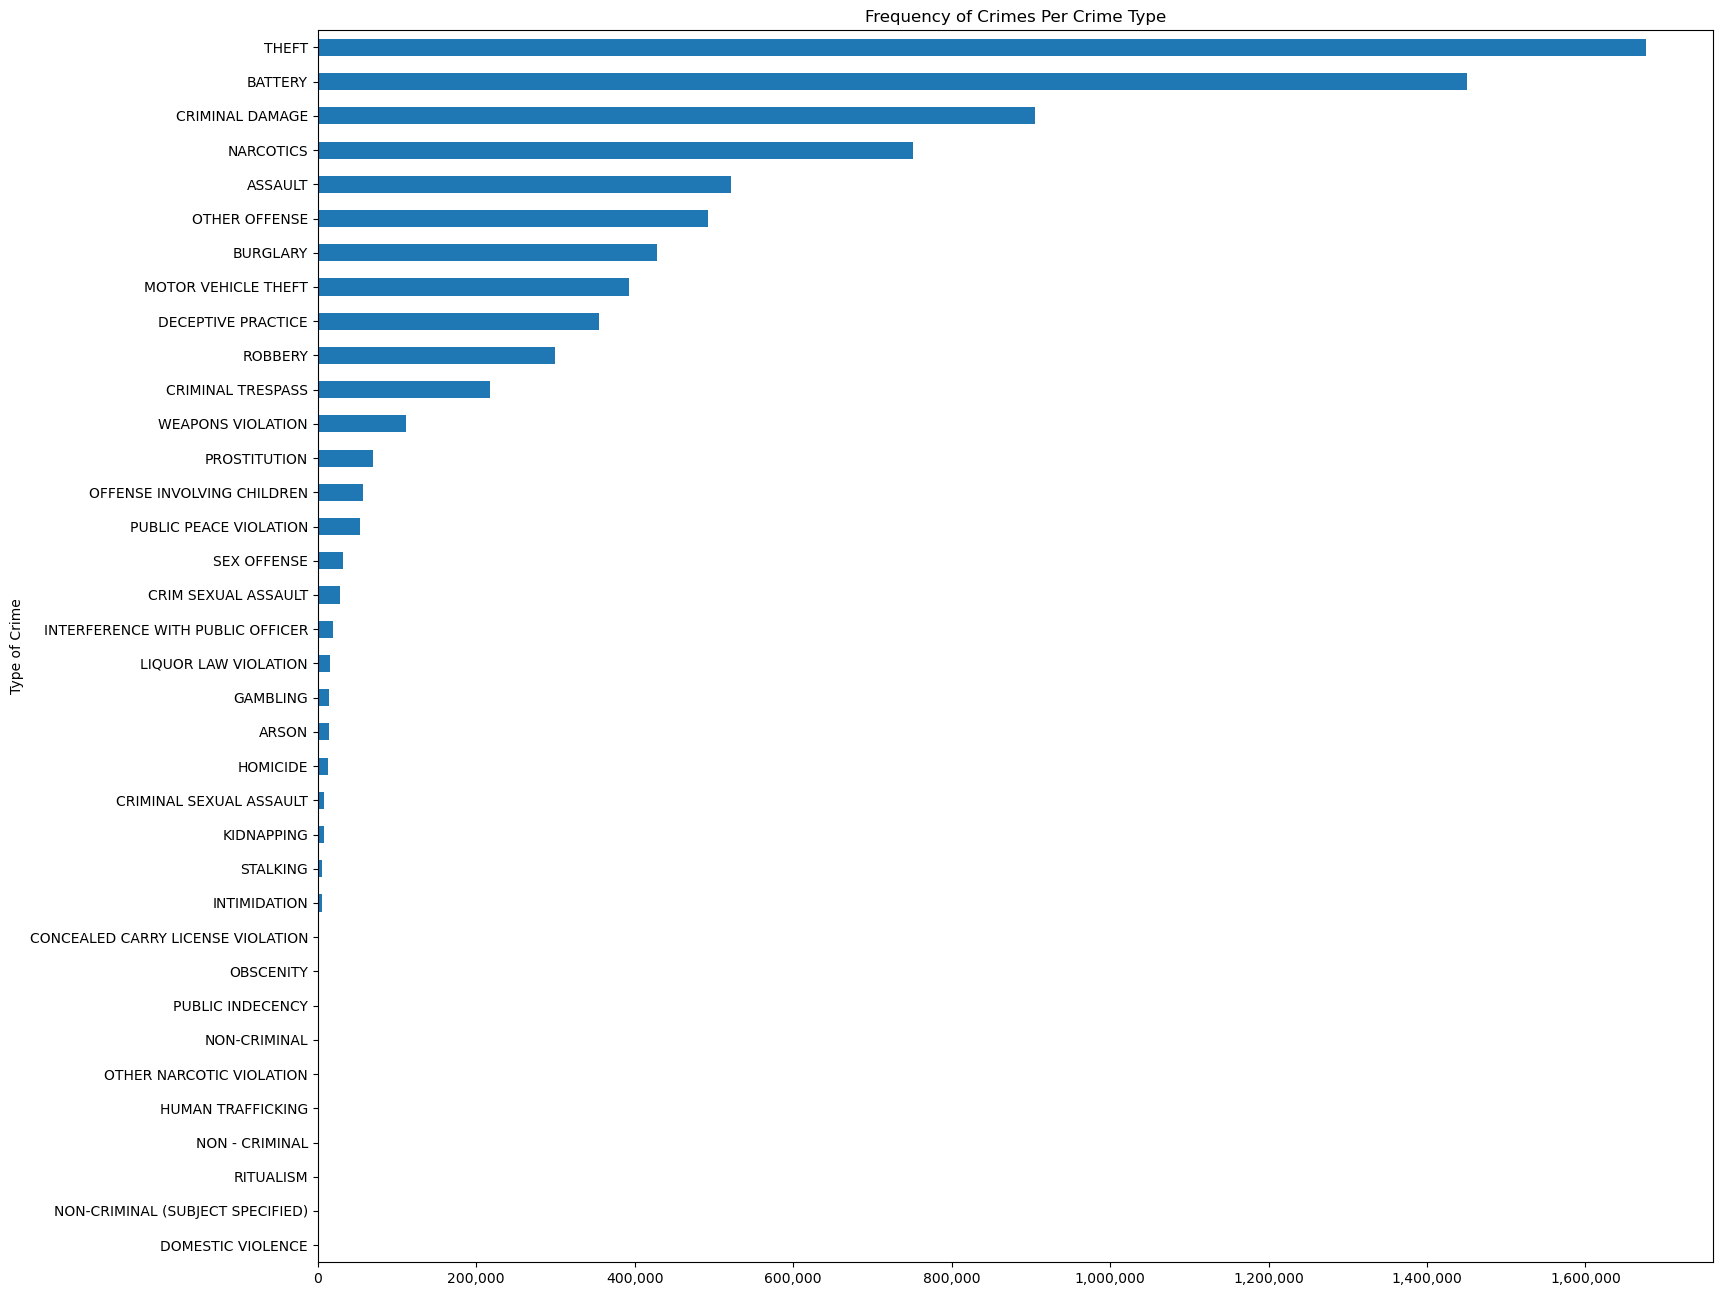 Frequency of Crimes Per Crime Type
THEFT
BATTERY
CRIMINAL DAMAGE
NARCOTICS
ASSAULT
OTHER OFFENSE
BURGLARY
MOTOR VEHICLE THEFT
DECEPTIVE PRACTICE
ROBBERY
CRIMINAL TRESPASS
WEAPONS VIOLATION
PROSTITUTION
OFFENSE INVOLVING CHILDREN
PUBLIC PEACE VIOLATION
SEX OFFENSE
CRIM SEXUAL ASSAULT
INTERFERENCE WITH PUBLIC OFFICER
LIQUOR LAW VIOLATION
GAMBLING
ARSON
HOMICIDE
CRIMINAL SEXUAL ASSAULT
KIDNAPPING
STALKING
INTIMIDATION
CONCEALED CARRY LICENSE VIOLATION
OBSCENITY
PUBLIC INDECENCY
NON-CRIMINAL
OTHER NARCOTIC VIOLATION
HUMAN TRAFFICKING
NON - CRIMINAL
RITUALISM
NON-CRIMINAL (SUBJECT SPECIFIED)
DOMESTIC VIOLENCE
Type of Crime
0 200,000 400,000 600,000 800,000 1,000,000 1,200,000 1,400,000 1,600,000